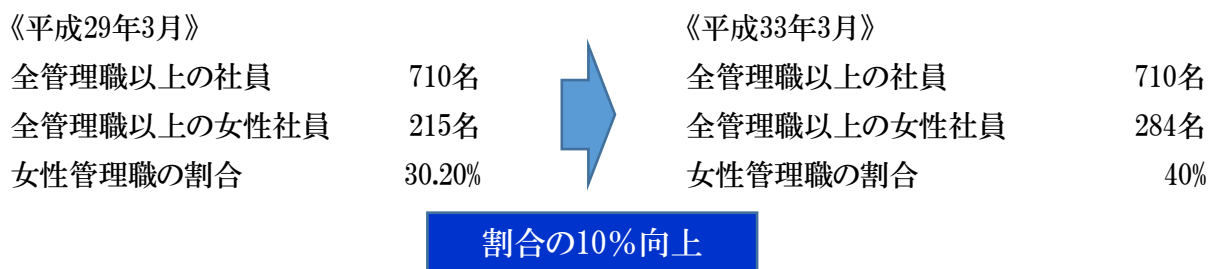 《平成29年3月》
全管理職以上の社員 710名
全管理職以上の女性社員 215名
女性管理職の割合 30.20%
《平成33年3月》
全管理職以上の社員 710名
全管理職以上の女性社員 284名
女性管理職の割合 40%
割合の10%向上